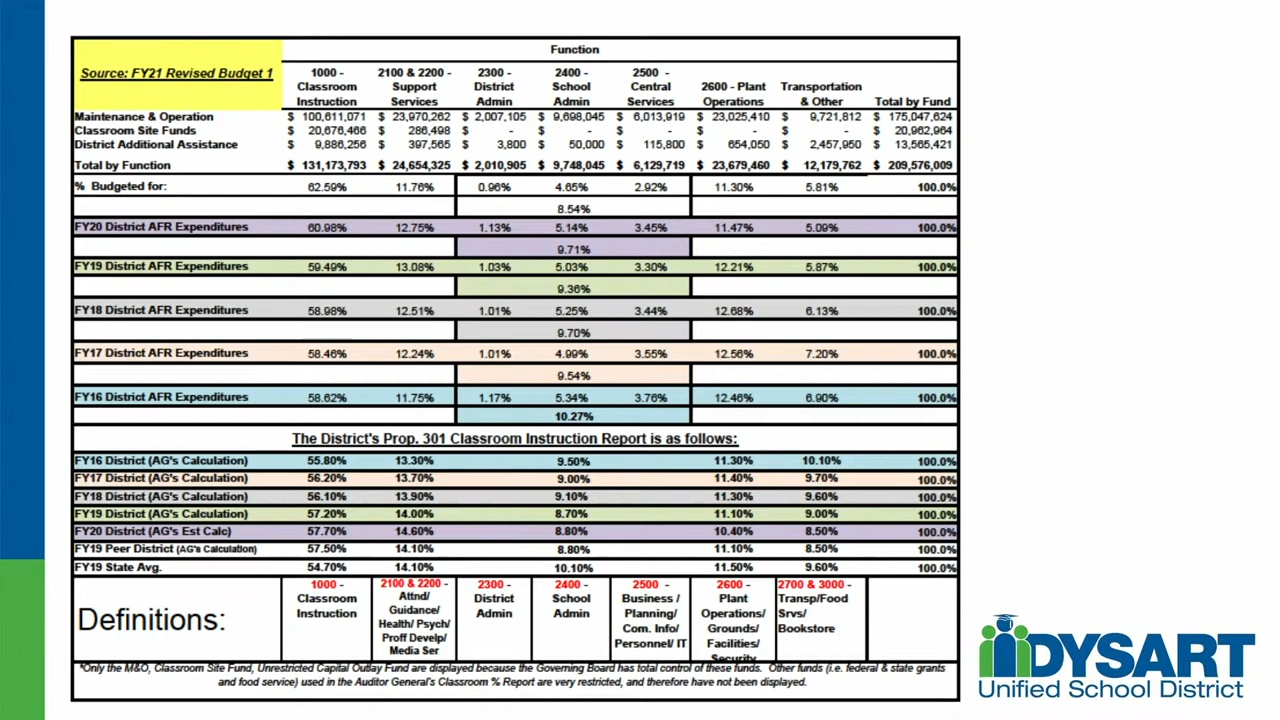 Function
Source: FY21 Revised Budget 1
1000 - Classroom Instruction 2100 & 2200 - Support Services 2300 - District Admin 2400 - School Admin 2500 - Central Services 2600 - Plant Operations Transportation & Other Total by Fund
Maintenance & Operation $ 100,611,071 $ 23,970,262 $ 2,007,105 $ 9,698,045 $ 6,013,919 $ 23,025,410 $ 9,721,812 $ 175,047,624
Classroom Site Funds $ 20,676,466 $ 286,498 $ - $ - $ - $ - $ - $ 20,962,964
District Additional Assistance $ 9,886,256 $ 397,565 $ 3,800 $ 50,000 $ 115,800 $ 654,050 $ 2,457,950 $ 13,565,421
Total by Function $ 131,173,793 $ 24,654,325 $ 2,010,905 $ 9,748,045 $ 6,129,719 $ 23,679,460 $ 12,179,762 $ 209,576,009
% Budgeted for: 62.59% 11.76% 0.96% 4.65% 2.92% 11.30% 5.81% 100.0%
8.54%
FY20 District AFR Expenditures 60.98% 12.75% 1.13% 5.14% 3.45% 11.47% 5.09% 100.0%
9.71%
FY19 District AFR Expenditures 59.49% 13.08% 1.03% 5.03% 3.30% 12.21% 5.87% 100.0%
9.36%
FY18 District AFR Expenditures 58.98% 12.51% 1.01% 5.25% 3.44% 12.68% 6.13% 100.0%
9.70%
FY17 District AFR Expenditures 58.46% 12.24% 1.01% 4.99% 3.55% 12.56% 7.20% 100.0%
9.54%
FY16 District AFR Expenditures 58.62% 11.75% 1.17% 5.34% 3.76% 12.46% 6.90% 100.0%
10.27%
The District's Prop. 301 Classroom Instruction Report is as follows:
FY16 District (AG's Calculation) 55.80% 13.30% 9.50% 11.30% 10.10% 100.0%
FY17 District (AG's Calculation) 56.20% 13.70% 9.00% 11.40% 9.70% 100.0%
FY18 District (AG's Calculation) 56.10% 13.90% 9.10% 11.30% 9.60% 100.0%
FY19 District (AG's Calculation) 57.20% 14.00% 8.70% 11.10% 9.00% 100.0%
FY20 District (AG's Est Calc) 57.70% 14.60% 8.80% 10.40% 8.50% 100.0%
FY19 Peer District (AG's Calculation) 57.50% 14.10% 8.80% 11.10% 8.50% 100.0%
FY19 State Avg. 54.70% 14.10% 10.10% 11.50% 9.60% 100.0%
Definitions:
1000 - Classroom Instruction
2100 & 2200 - Attnd/ Guidance/ Health/ Psych/ Proff Develp/ Media Ser
2300 - District Admin
2400 - School Admin
2500 - Business / Planning/ Com. Info/ Personnel/ IT
2600 - Plant Operations/ Grounds/ Facilities/ Security
2700 & 3000 - Transp/Food Srvs/ Bookstore
*Only the M&O, Classroom Site Fund, Unrestricted Capital Outlay Fund are displayed because the Governing Board has total control of these funds. Other funds (i.e. federal & state grants
and food service) used in the Auditor General's Classroom % Report are very restricted, and therefore have not been displayed.
DYSART
Unified School District